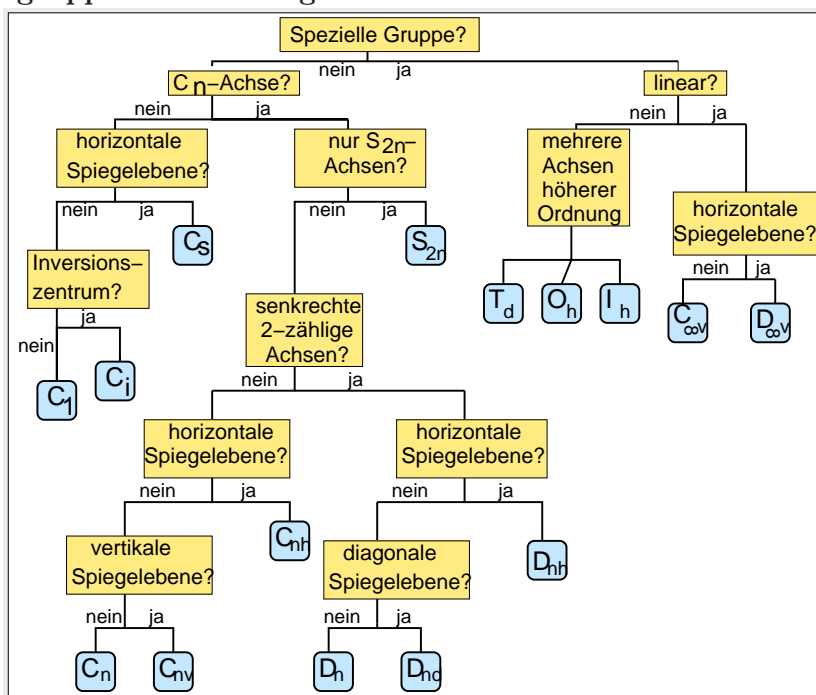 Spezielle Gruppe?
nein ja
Cn−Achse?
linear?
nein ja
nein ja
horizontale
Spiegelebene?
nur S2n−
Achsen?
mehrere
Achsen
höherer
Ordnung
horizontale
Spiegelebene?
nein ja
nein ja
CS
S2n
Inversions−
zentrum?
nein ja
Td
Oh
Ih
C∞v
D∞v
senkrechte
2−zählige
Achsen?
ja
nein
C1
Ci
nein ja
horizontale
Spiegelebene?
horizontale
Spiegelebene?
nein ja
nein ja
vertikale
Spiegelebene?
Cnh
diagonale
Spiegelebene?
Dnh
nein ja
nein ja
Cn
Cnv
Dn
Dnd